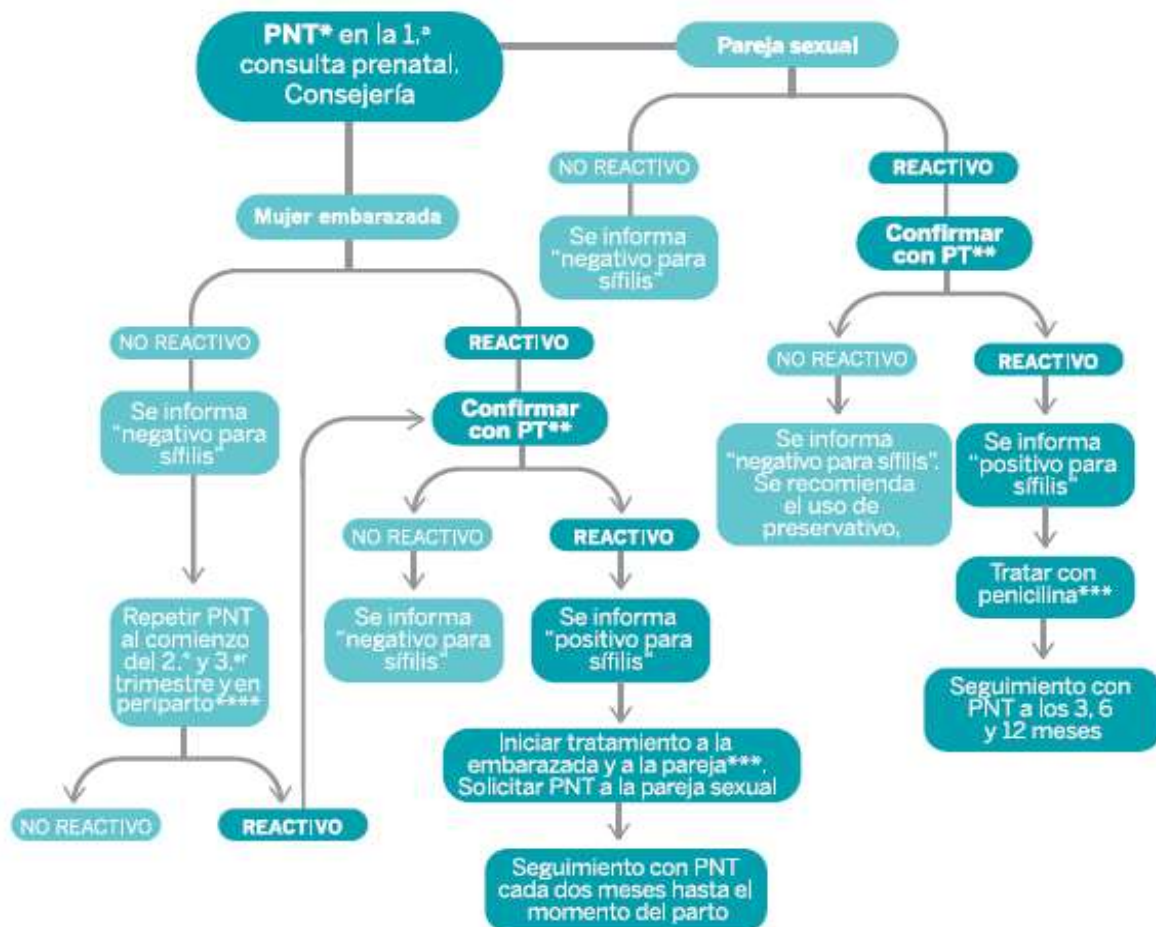 PNT* en la 1.ª
consulta prenatal.
Consejería
Pareja sexual
NO REACTIVO
REACTIVO
Mujer embarazada
Se informa
"negativo para
sífilis"
Confirmar
con PT**
NO REACTIVO
REACTIVO
NO REACTIVO
REACTIVO
Se informa
"negativo para
sífilis"
Confirmar
con PT**
Se informa
"negativo para sífilis".
Se recomienda
el uso de
preservativo.
Se informa
"positivo para
sífilis"
NO REACTIVO
REACTIVO
Tratar con
penicilina***
Repetir PNT
al comienzo
del 2.° y 3.er
trimestre y en
periparto****
Se informa
"negativo para
sífilis"
Se informa
"positivo para
sífilis"
Seguimiento con
PNT a los 3, 6
y 12 meses
Iniciar tratamiento a la
embarazada y a la pareja***.
Solicitar PNT a la pareja sexual
NO REACTIVO
REACTIVO
Seguimiento con PNT
cada dos meses hasta el
momento del parto